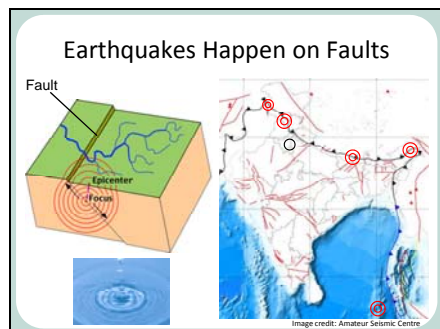 Earthquakes Happen on Faults
Fault
Epicenter
Focus
Image credit: Amateur Seismic Centre